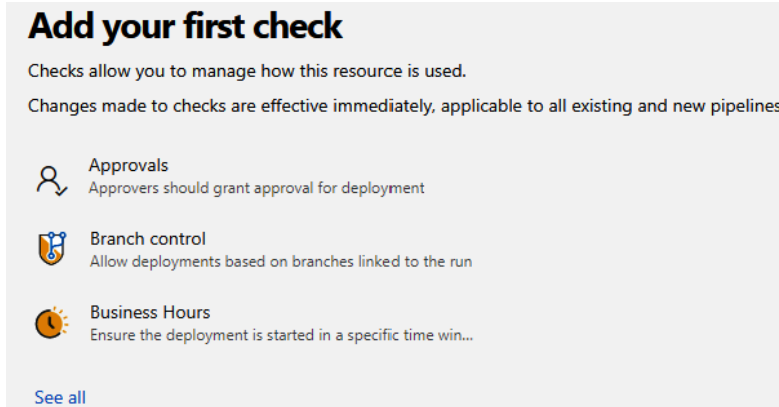 Add your first check
Checks allow you to manage how this resource is used.
Changes made to checks are effective immediately, applicable to all existing and new pipelines
Approvals
Approvers should grant approval for deployment
Branch control
Allow deployments based on branches linked to the run
Business Hours
Ensure the deployment is started in a specific time win...
See all